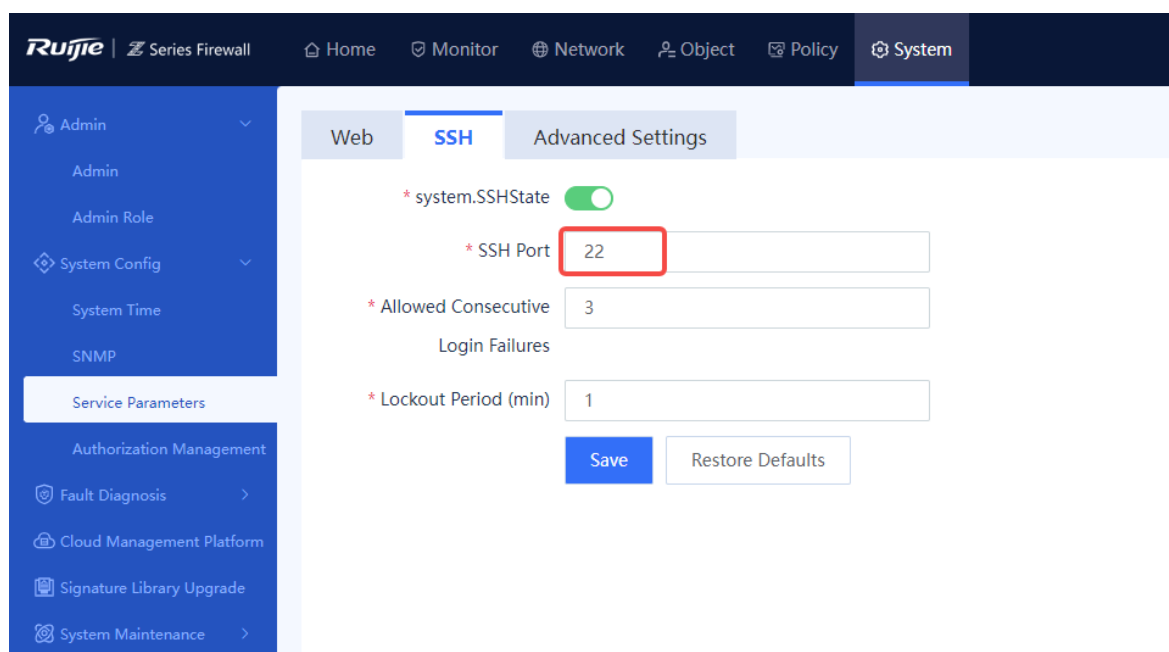 Ruijie | Z Series Firewall Home Monitor Network Object Policy System
Admin
Admin
Admin Role
System Config
System Time
SNMP
Service Parameters
Authorization Management
Fault Diagnosis
Cloud Management Platform
Signature Library Upgrade
System Maintenance
Web SSH Advanced Settings
* system.SSHState
* SSH Port 22
* Allowed Consecutive 3
Login Failures
* Lockout Period (min) 1
Save Restore Defaults